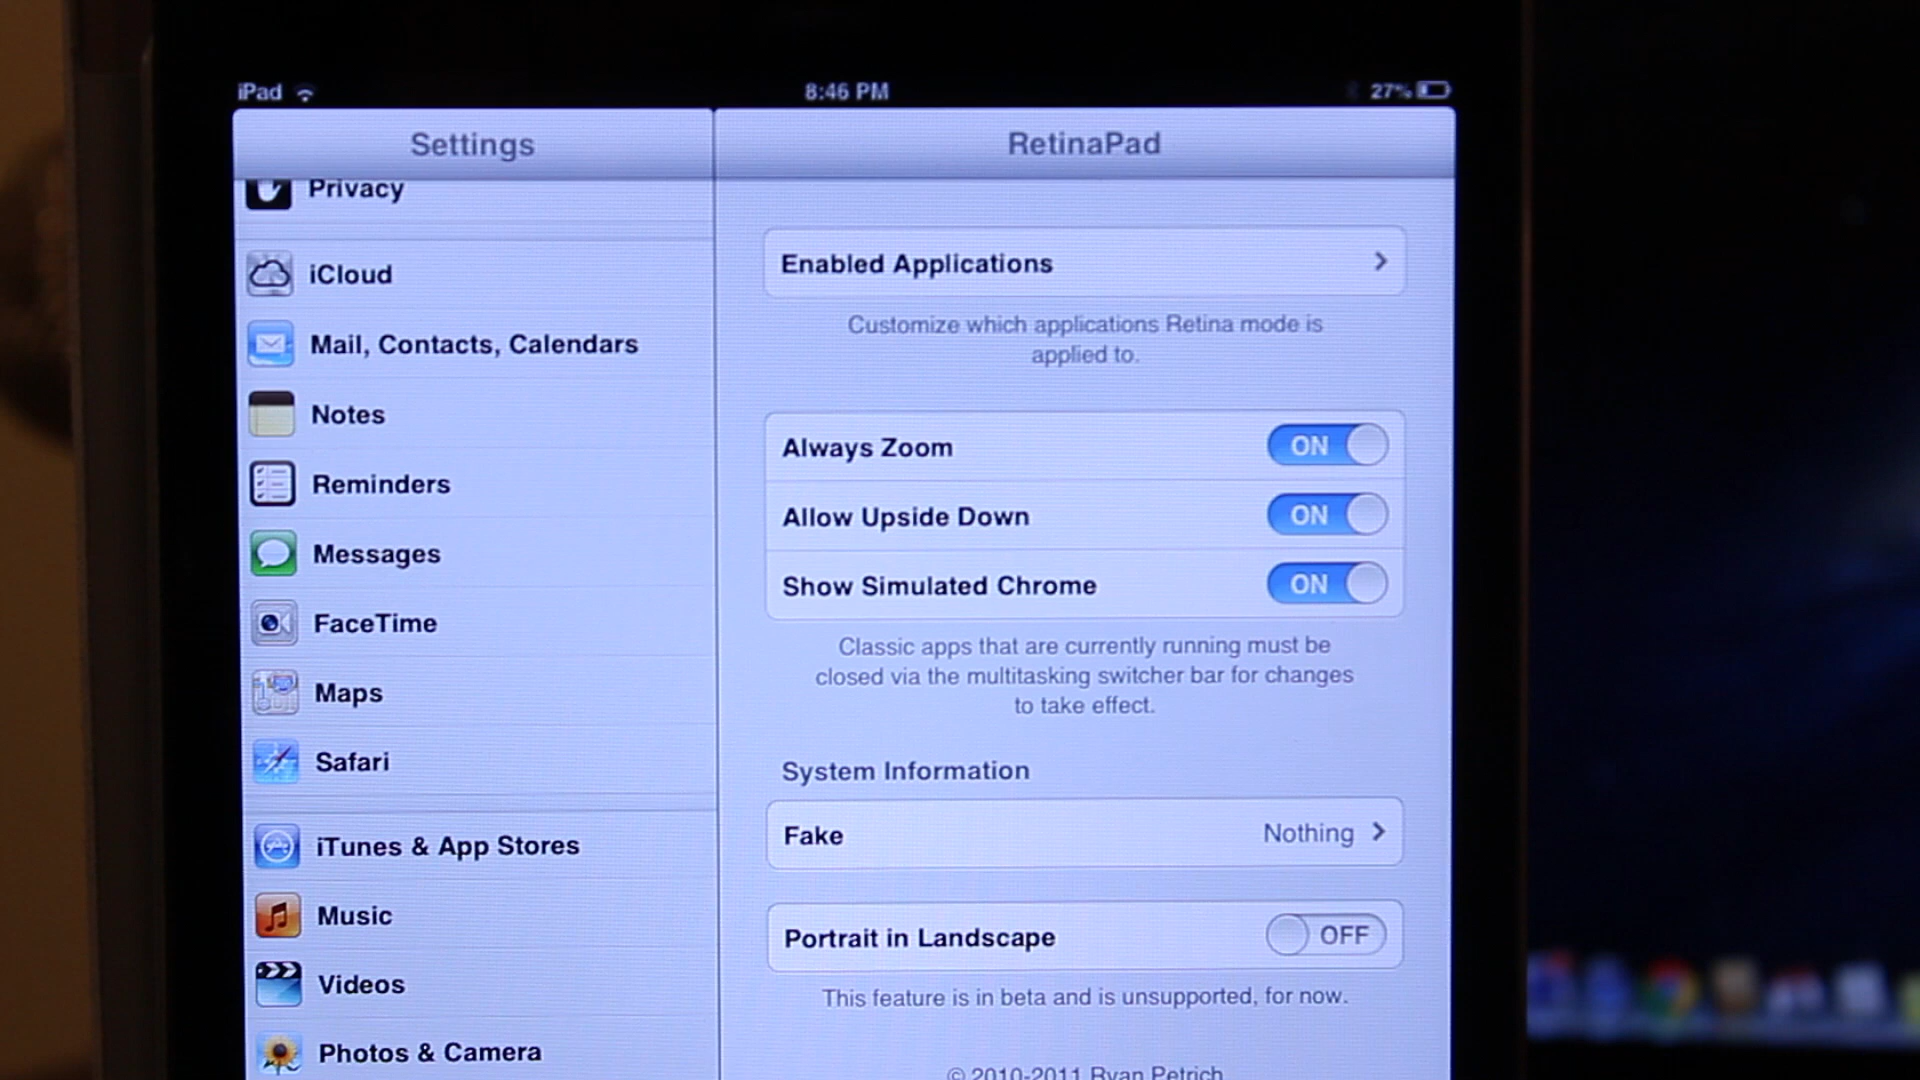 iPad
8:46 PM
27%
Settings
RetinaPad
Privacy
iCloud
Mail, Contacts, Calendars
Notes
Reminders
Messages
FaceTime
Maps
Safari
iTunes & App Stores
Music
Videos
Photos & Camera
Enabled Applications
Customize which applications Retina mode is
applied to.
Always Zoom ON
Allow Upside Down ON
Show Simulated Chrome ON
Classic apps that are currently running must be
closed via the multitasking switcher bar for changes
to take effect.
System Information
Fake Nothing
Portrait in Landscape OFF
This feature is in beta and is unsupported, for now.
© 2010-2011 Ryan Petrich